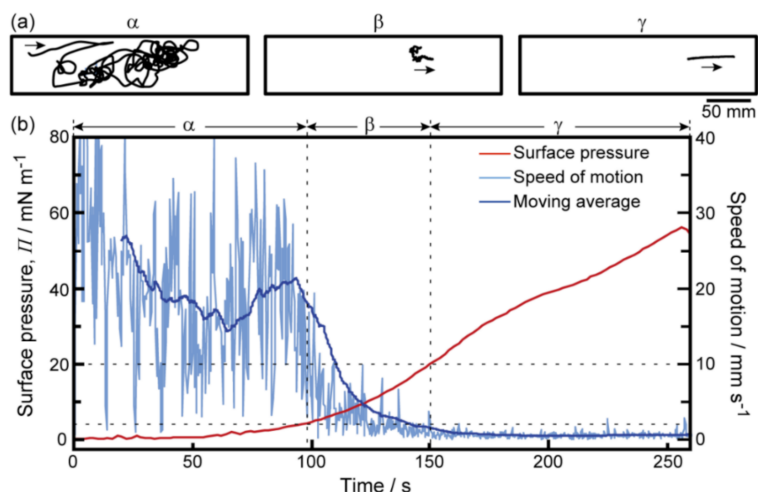 (a) α β γ
50 mm
(b) α β γ
80 40
Surface pressure
Speed of motion
Moving average
60 30
40 20
20 10
0 0
0 50 100 150 200 250
Time / s
Surface pressure, Π / mN m⁻¹
Speed of motion / mm s⁻¹